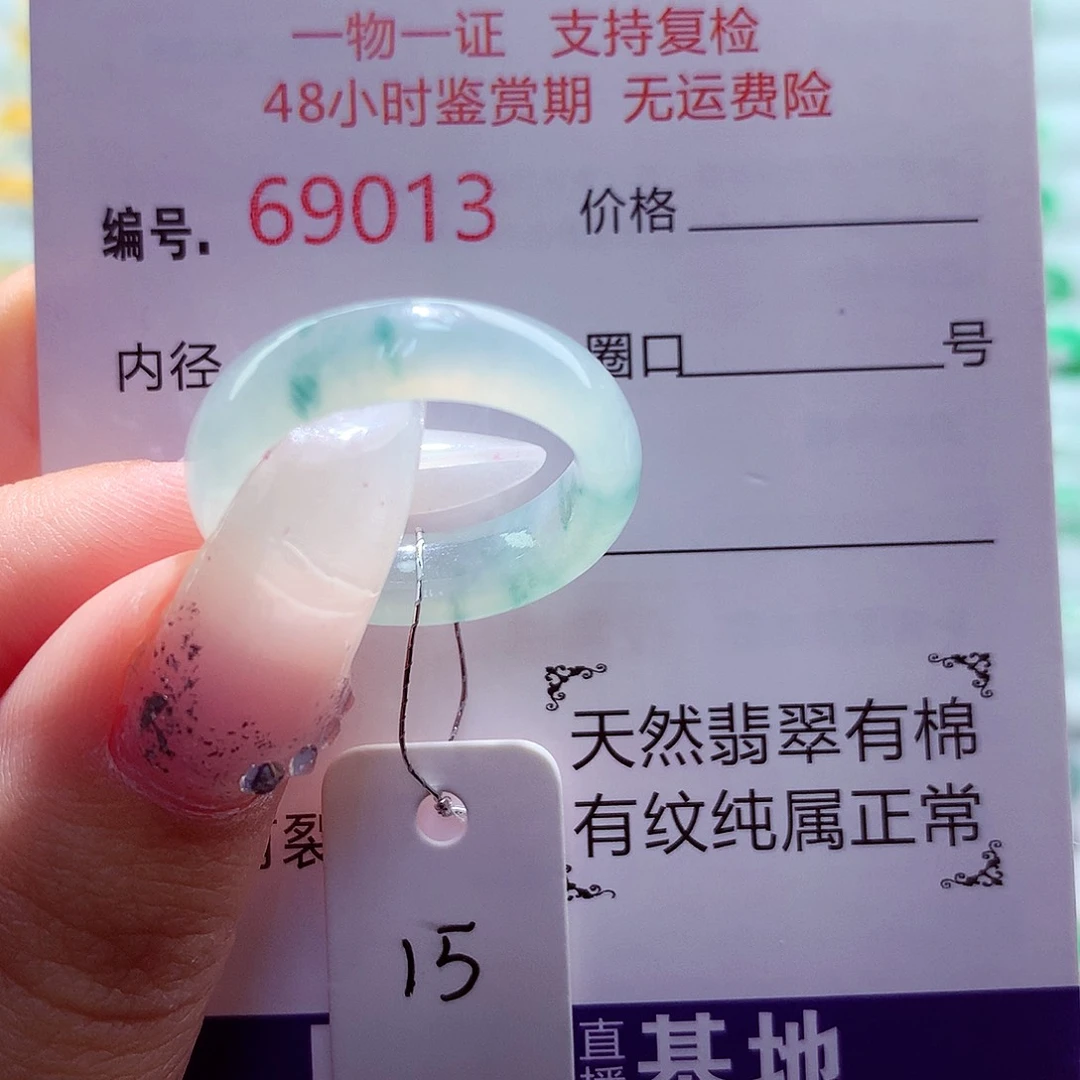 一物一证 支持复检
48小时鉴赏期 无运费险
编号. 69013 价格
内径 圈口 号
天然翡翠有棉
裂 有纹纯属正常
15
直播 基地